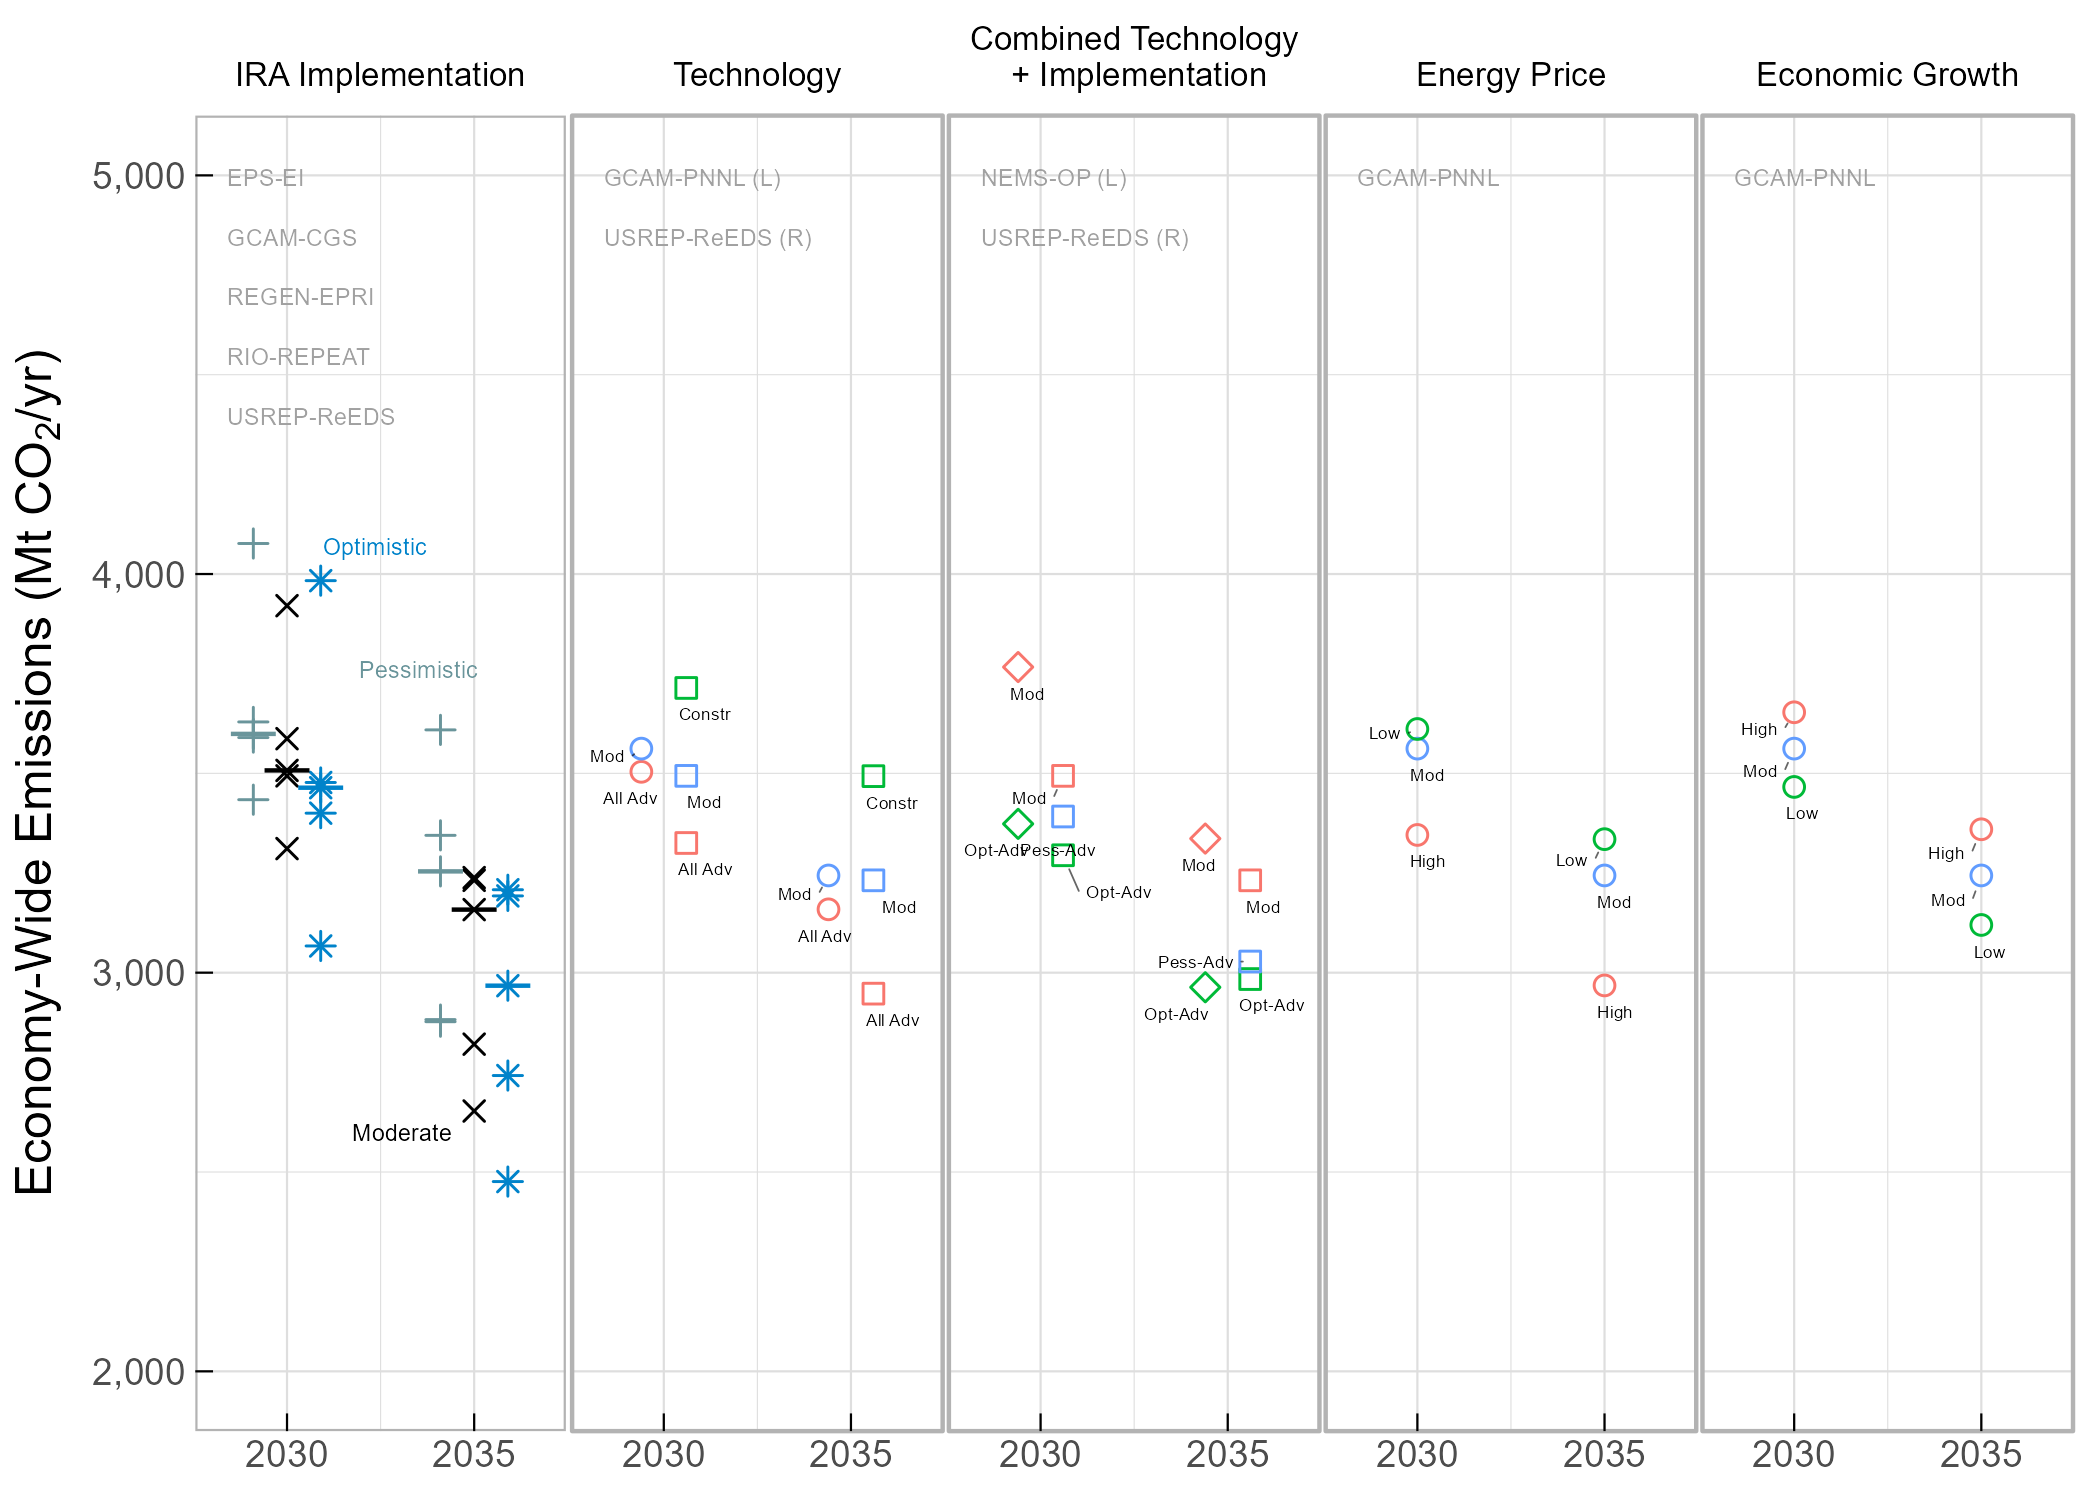 Combined Technology
IRA Implementation
Technology
+ Implementation
Energy Price
Economic Growth
Economy-Wide Emissions (Mt CO2/yr)
5,000
4,000
3,000
2,000
EPS-EI
GCAM-CGS
REGEN-EPRI
RIO-REPEAT
USREP-ReEDS
Optimistic
Pessimistic
Moderate
2030
2035
GCAM-PNNL (L)
USREP-ReEDS (R)
Constr
Mod
All Adv
Mod
Constr
All Adv
Mod
Mod
All Adv
All Adv
2030
2035
NEMS-OP (L)
USREP-ReEDS (R)
Mod
Mod
Opt-Adv
Pess-Adv
Opt-Adv
Mod
Mod
Pess-Adv
Opt-Adv
Opt-Adv
2030
2035
GCAM-PNNL
Low
Mod
High
Low
Mod
High
2030
2035
GCAM-PNNL
High
Mod
Low
High
Mod
Low
2030
2035